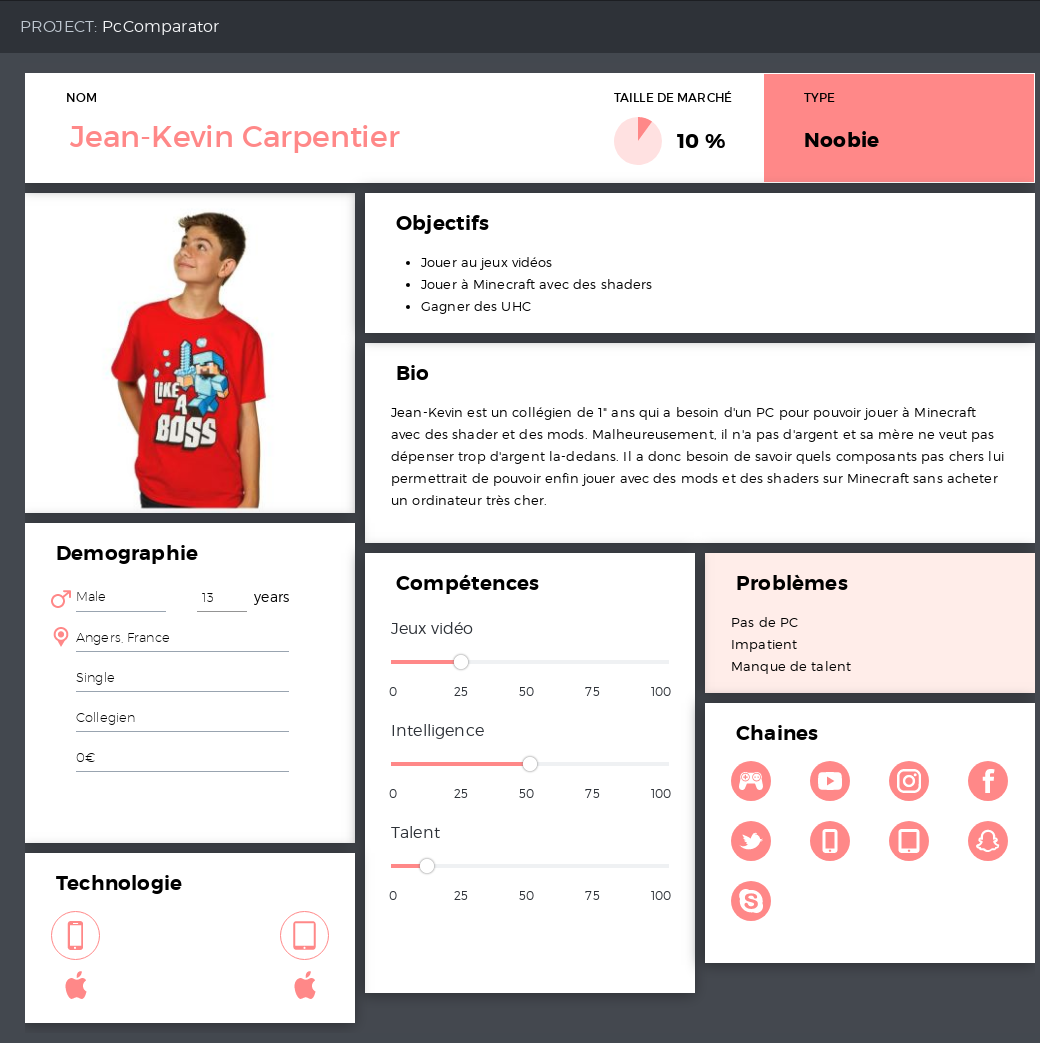 PROJECT: PcComparator
NOM
TAILLE DE MARCHÉ
TYPE
Jean-Kevin Carpentier
10 %
Noobie
LIKE
A
BOSS
Objectifs
Jouer au jeux vidéos
Jouer à Minecraft avec des shaders
Gagner des UHC
Bio
Jean-Kevin est un collégien de 1" ans qui a besoin d'un PC pour pouvoir jouer à Minecraft
avec des shader et des mods. Malheureusement, il n'a pas d'argent et sa mère ne veut pas
dépenser trop d'argent la-dedans. Il a donc besoin de savoir quels composants pas chers lui
permettrait de pouvoir enfin jouer avec des mods et des shaders sur Minecraft sans acheter
un ordinateur très cher.
Demographie
Male
13 years
Angers, France
Single
Collegien
0€
Technologie
Compétences
Jeux vidéo
0 25 50 75 100
Intelligence
0 25 50 75 100
Talent
0 25 50 75 100
Problèmes
Pas de PC
Impatient
Manque de talent
Chaines